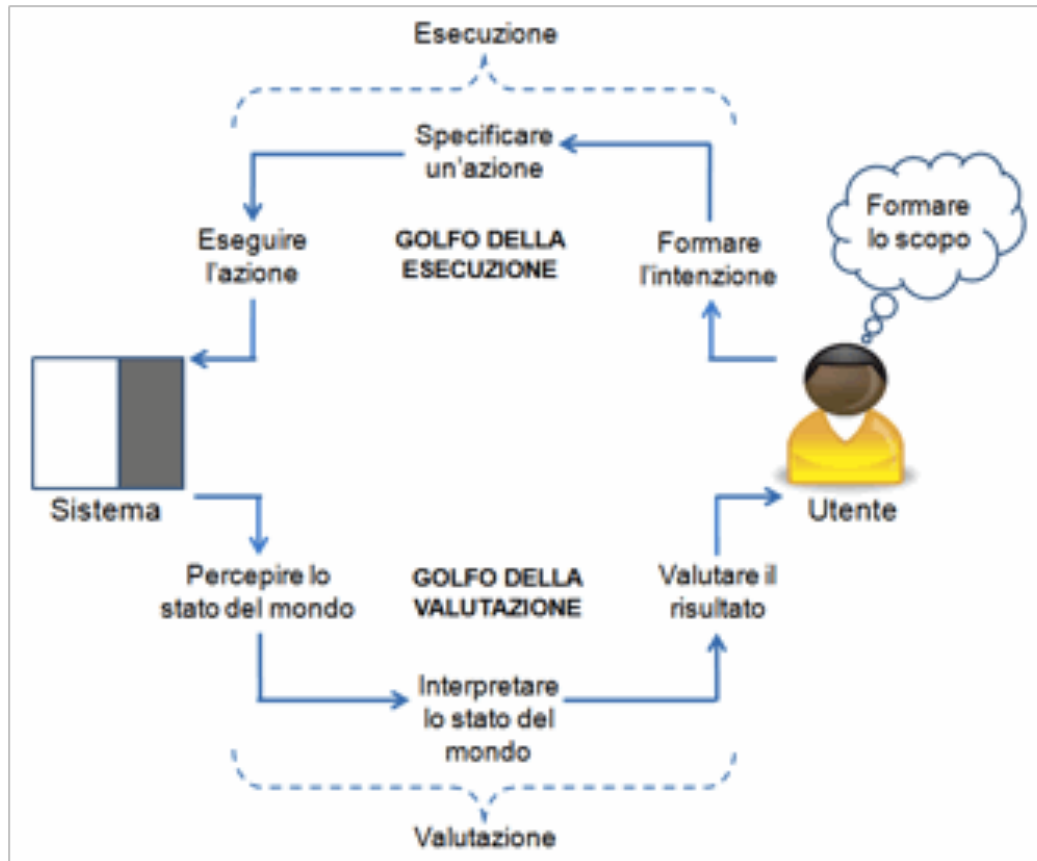 Esecuzione
Specificare
un'azione
Formare
lo scopo
Eseguire
l'azione
GOLFO DELLA
ESECUZIONE
Formare
l'intenzione
Sistema
Utente
Percepire lo
stato del mondo
GOLFO DELLA
VALUTAZIONE
Valutare il
risultato
Interpretare
lo stato del
mondo
Valutazione